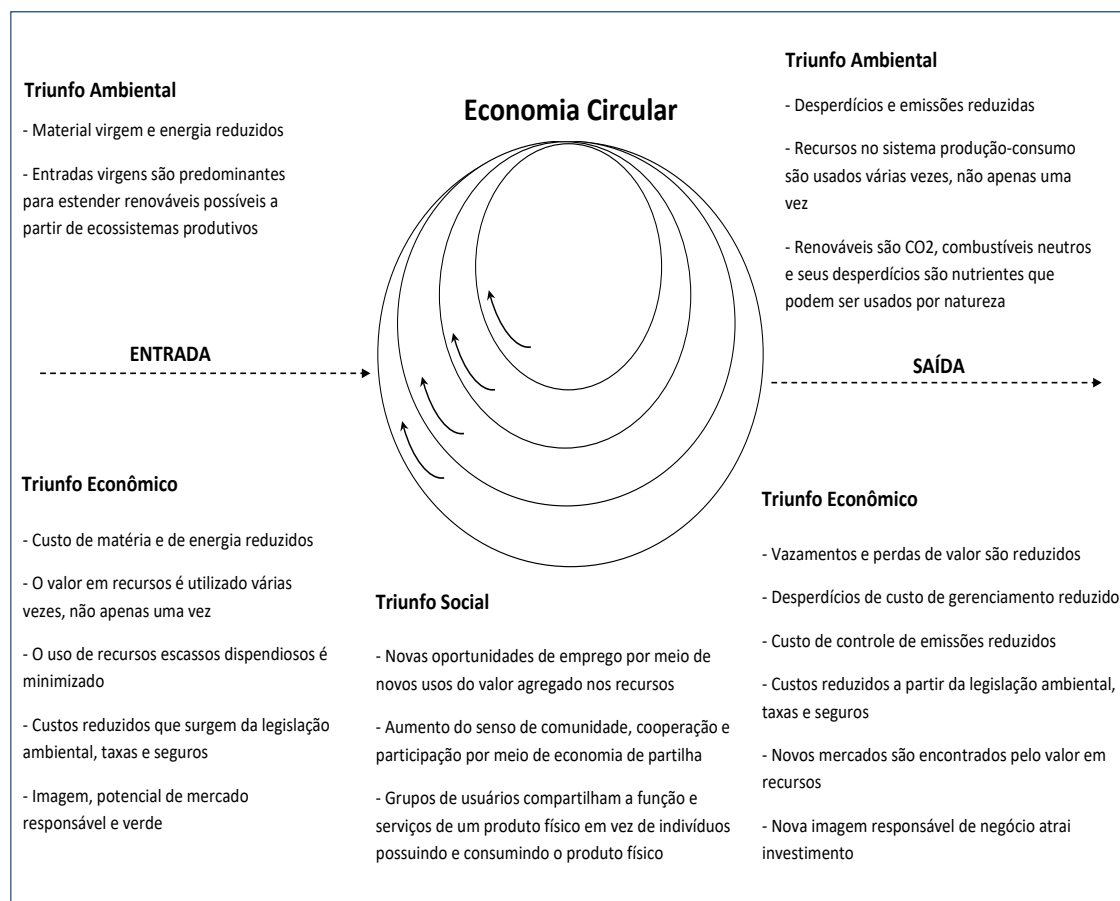 Triunfo Ambiental
- Material virgem e energia reduzidos
- Entradas virgens são predominantes
para estender renováveis possíveis a
partir de ecossistemas produtivos
Economia Circular
Triunfo Ambiental
- Desperdícios e emissões reduzidas
- Recursos no sistema produção-consumo
são usados várias vezes, não apenas uma
vez
- Renováveis são CO2, combustíveis neutros
e seus desperdícios são nutrientes que
podem ser usados por natureza
ENTRADA
SAÍDA
Triunfo Econômico
- Custo de matéria e de energia reduzidos
- O valor em recursos é utilizado várias
vezes, não apenas uma vez
- O uso de recursos escassos dispendiosos é
minimizado
- Custos reduzidos que surgem da legislação
ambiental, taxas e seguros
- Imagem, potencial de mercado
responsável e verde
Triunfo Social
- Novas oportunidades de emprego por meio de
novos usos do valor agregado nos recursos
- Aumento do senso de comunidade, cooperação e
participação por meio de economia de partilha
- Grupos de usuários compartilham a função e
serviços de um produto físico em vez de indivíduos
possuindo e consumindo o produto físico
Triunfo Econômico
- Vazamentos e perdas de valor são reduzidos
- Desperdícios de custo de gerenciamento reduzido
- Custo de controle de emissões reduzidos
- Custos reduzidos a partir da legislação ambiental,
taxas e seguros
- Novos mercados são encontrados pelo valor em
recursos
- Nova imagem responsável de negócio atrai
investimento